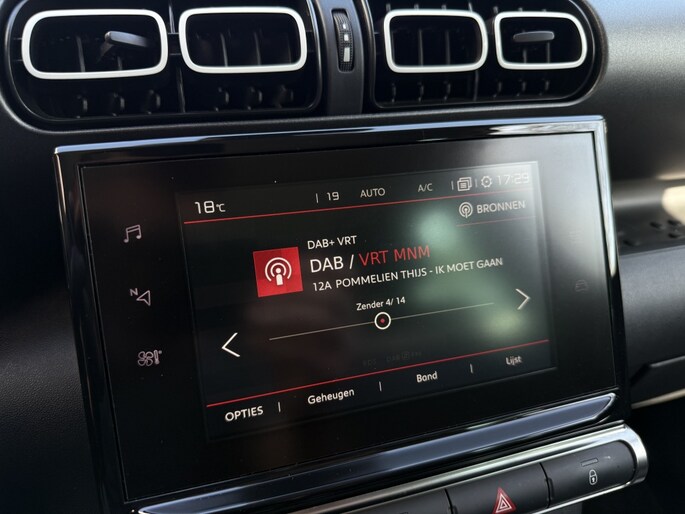 18°C | 19 AUTO A/C | 17:29
BRONNEN
DAB+ VRT
DAB / VRT MNM
12A POMMELIEN THIJS - IK MOET GAAN
Zender 4/ 14
N
OPTIES | Geheugen | Band | Lijst